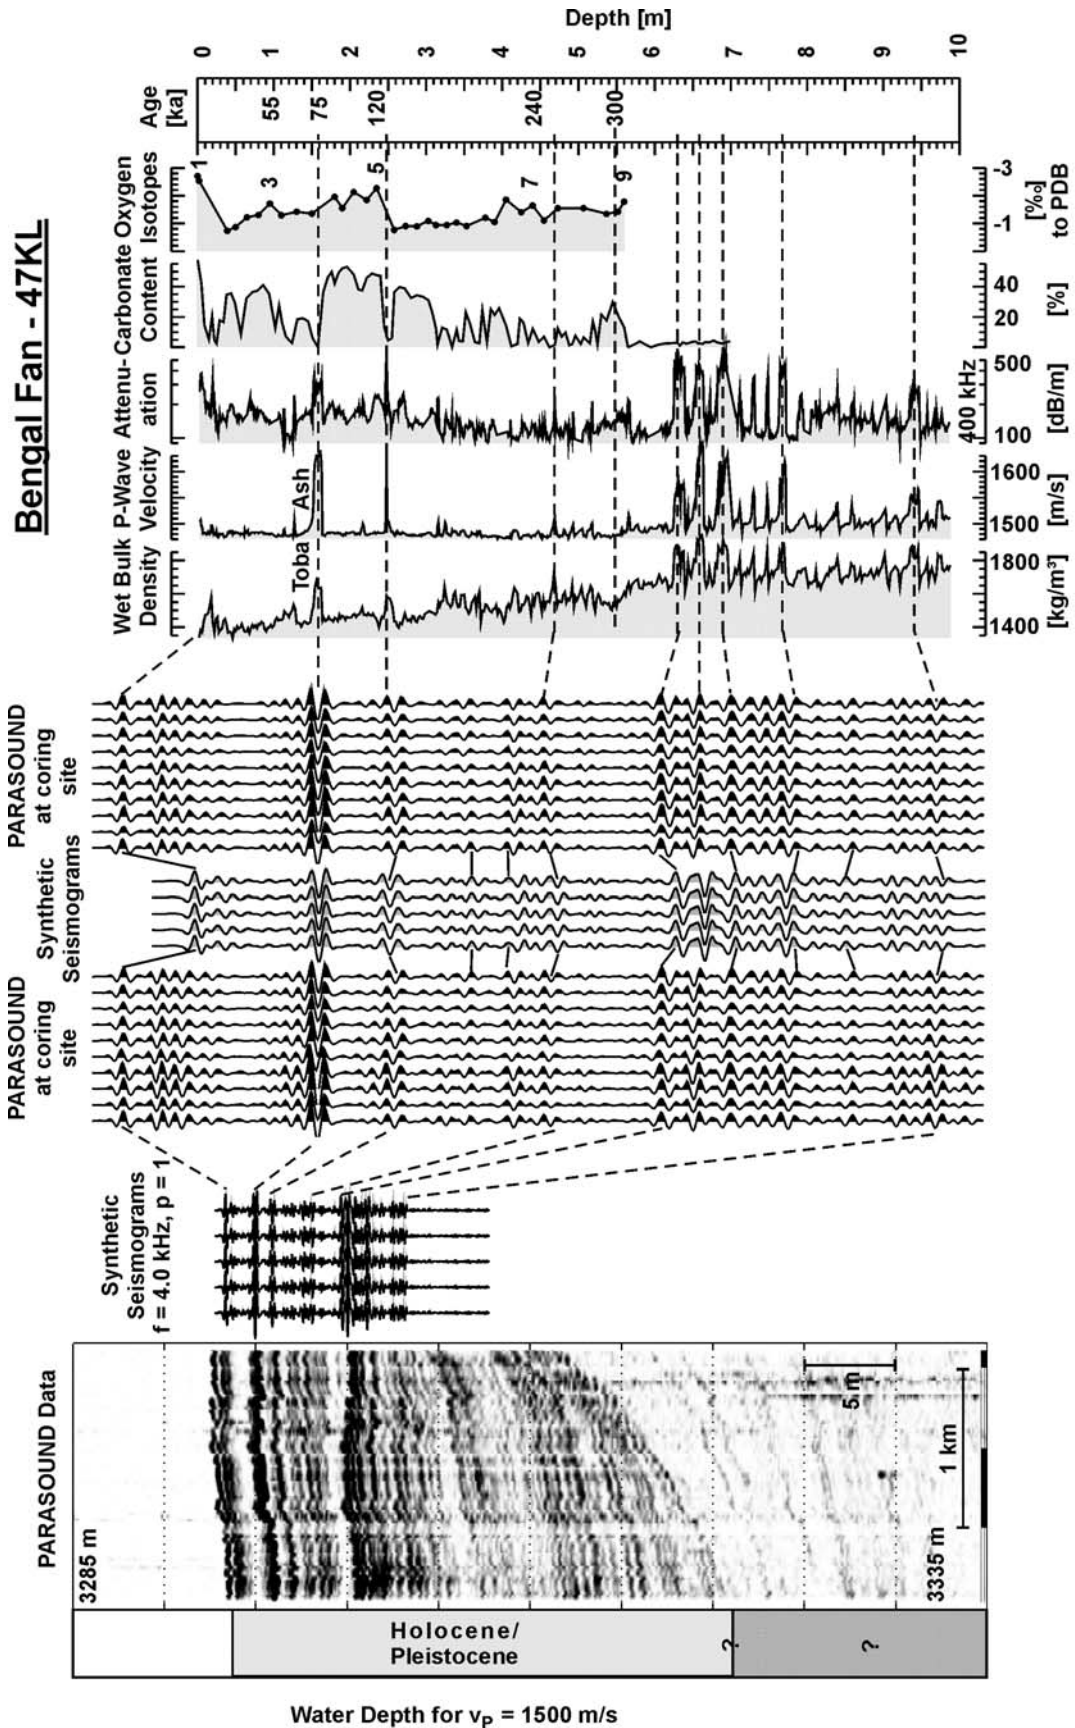 Bengal Fan - 47KL
Depth [m]
0
1
2
3
4
5
6
7
8
9
10
Age
[ka]
55
75
120
240
300
Oxygen
Isotopes
1
3
5
7
9
-3
-1
[‰]
to PDB
Carbonate
Content
40
20
[%]
Attenu-
ation
500
100
400 kHz
[dB/m]
P-Wave
Velocity
Ash
1600
1500
[m/s]
Wet Bulk
Density
Toba
1800
1400
[kg/m³]
PARASOUND
at coring
site
Synthetic
Seismograms
PARASOUND
at coring
site
Synthetic
Seismograms
f = 4.0 kHz, p = 1
PARASOUND Data
3285 m
3335 m
5 m
1 km
Holocene/
Pleistocene
?
?
Water Depth for vP = 1500 m/s